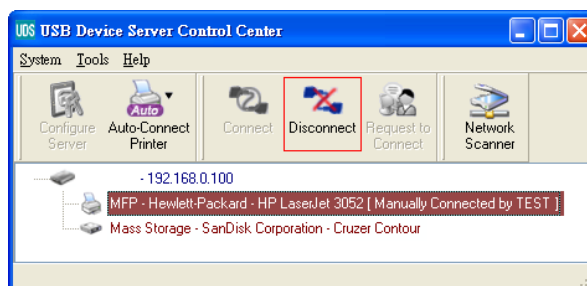 UDS USB Device Server Control Center
System Tools Help
Auto
Configure Server
Auto-Connect Printer
Connect
Disconnect
Request to Connect
Network Scanner
- 192.168.0.100
MFP - Hewlett-Packard - HP LaserJet 3052 [ Manually Connected by TEST ]
Mass Storage - SanDisk Corporation - Cruzer Contour